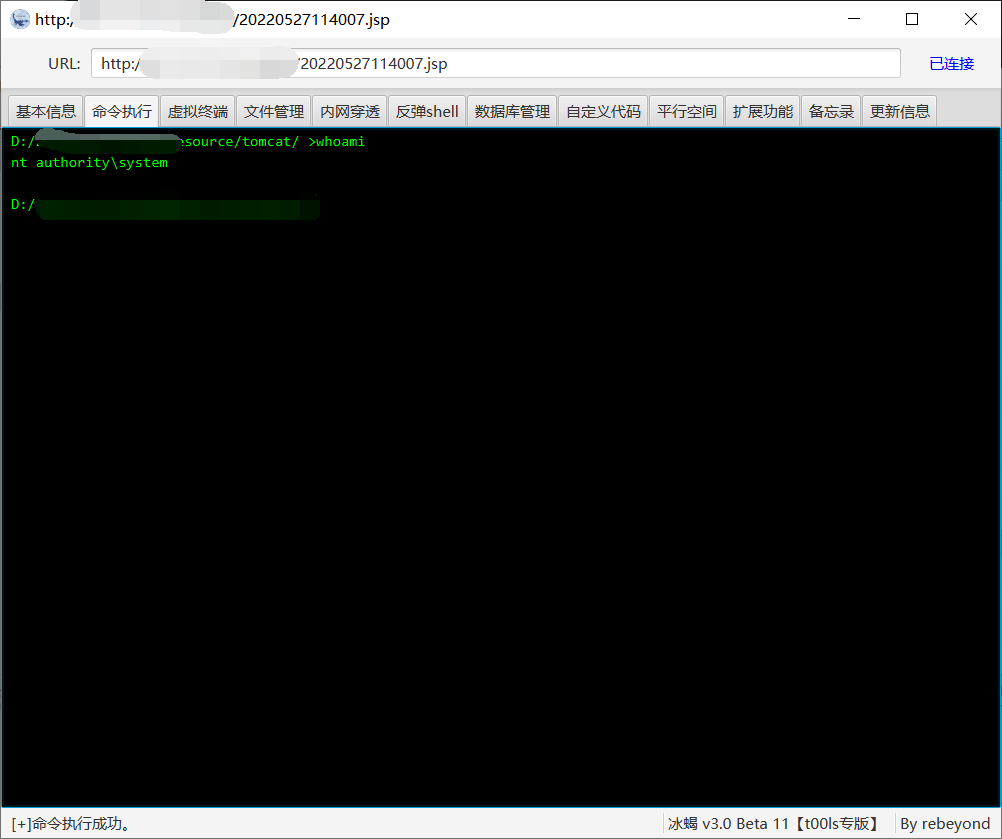 http:/ /20220527114007.jsp
URL: http:/ /20220527114007.jsp 已连接
基本信息 命令执行 虚拟终端 文件管理 内网穿透 反弹shell 数据库管理 自定义代码 平行空间 扩展功能 备忘录 更新信息
D:/ esource/tomcat/ >whoami
nt authority\system
D:/
[+]命令执行成功。 冰蝎 v3.0 Beta 11【t00ls专版】 By rebeyond